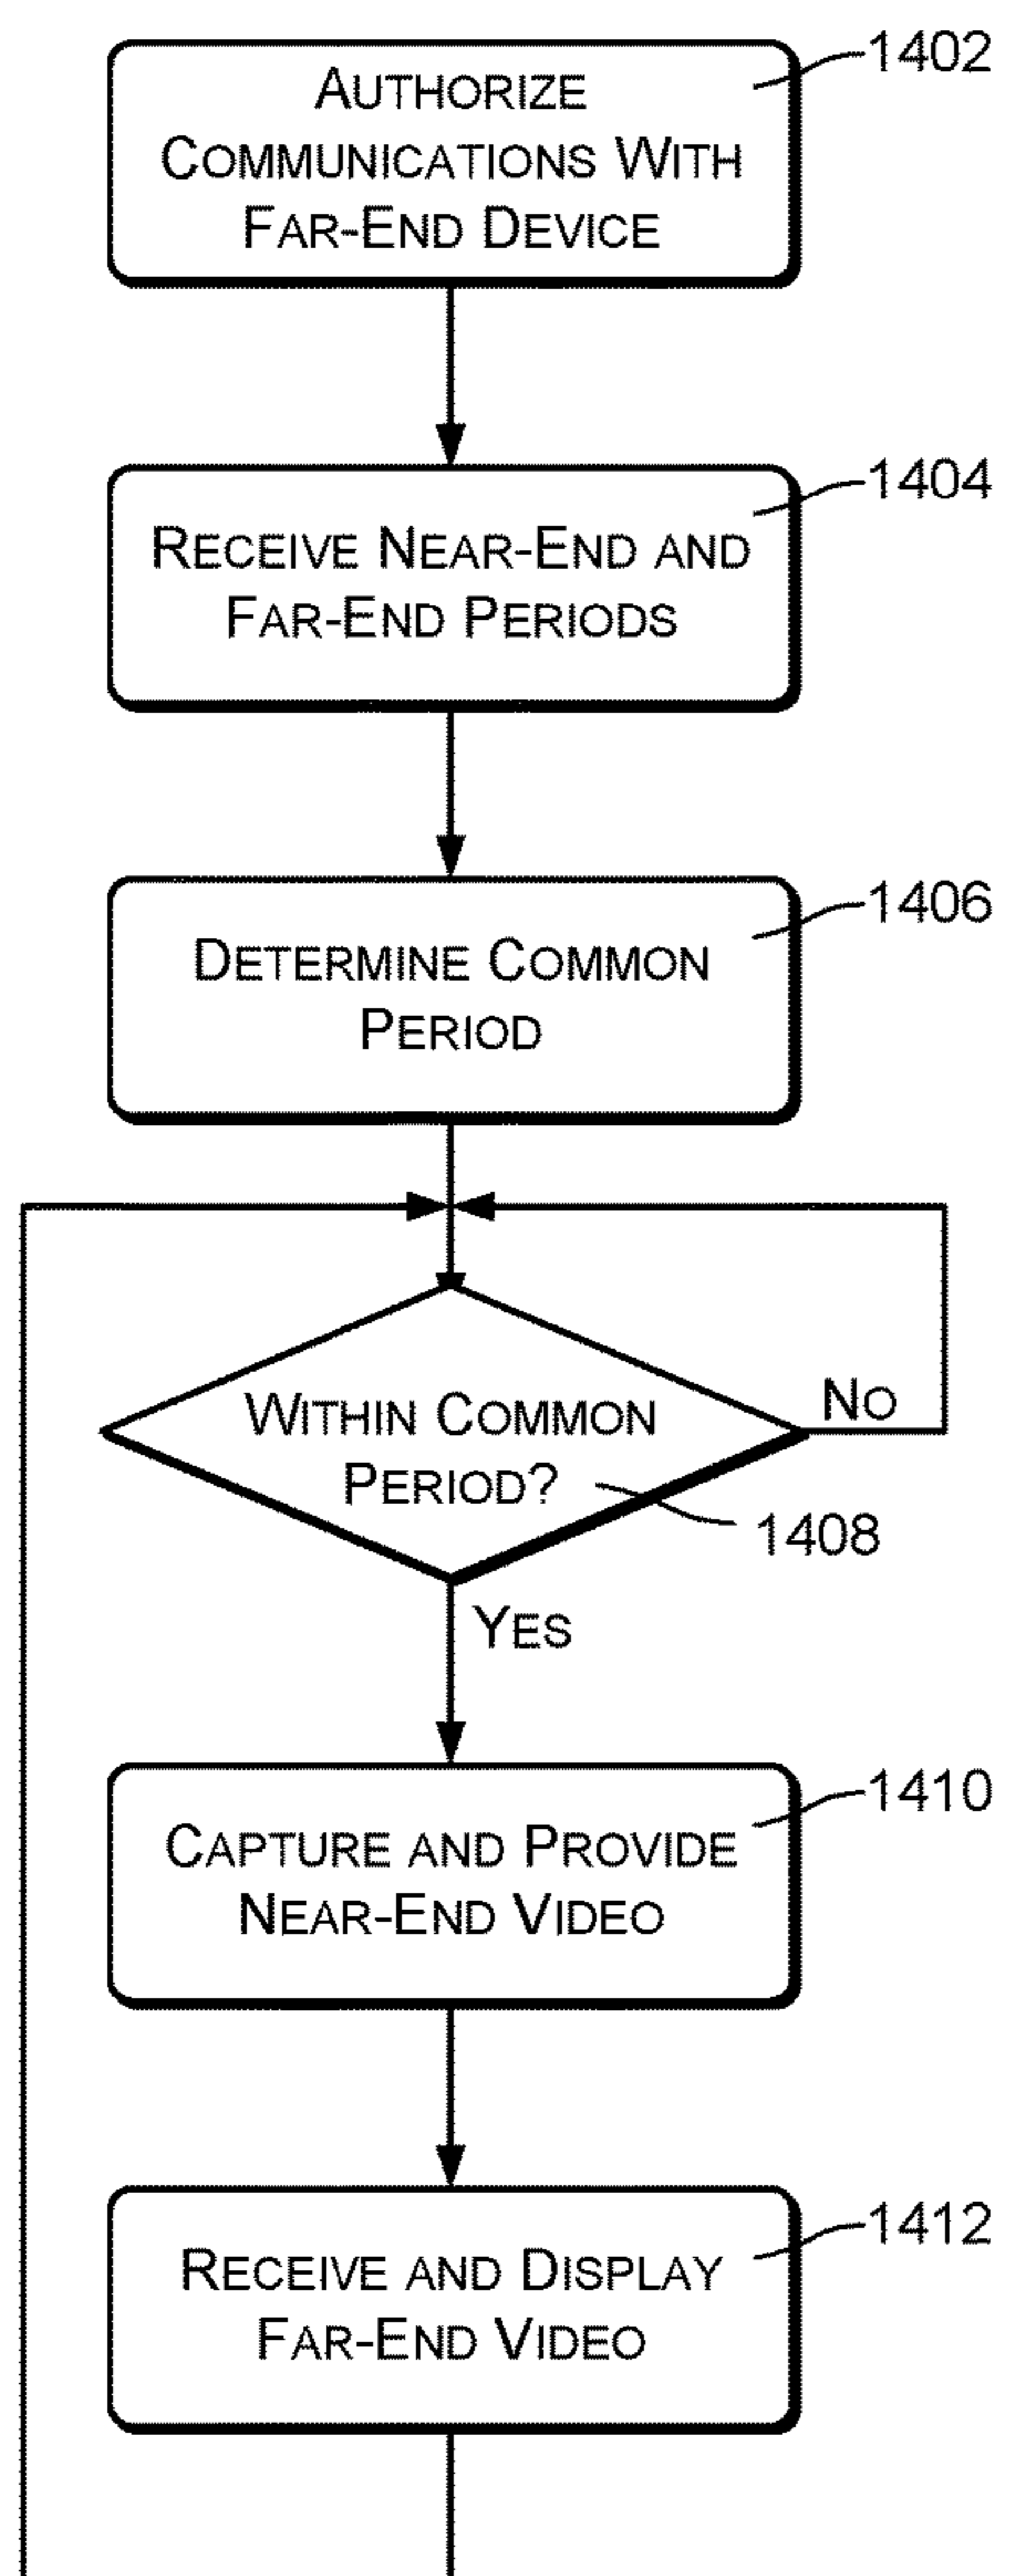 1402
AUTHORIZE
COMMUNICATIONS WITH
FAR-END DEVICE
1404
RECEIVE NEAR-END AND
FAR-END PERIODS
1406
DETERMINE COMMON
PERIOD
WITHIN COMMON
PERIOD?
NO
1408
YES
1410
CAPTURE AND PROVIDE
NEAR-END VIDEO
1412
RECEIVE AND DISPLAY
FAR-END VIDEO